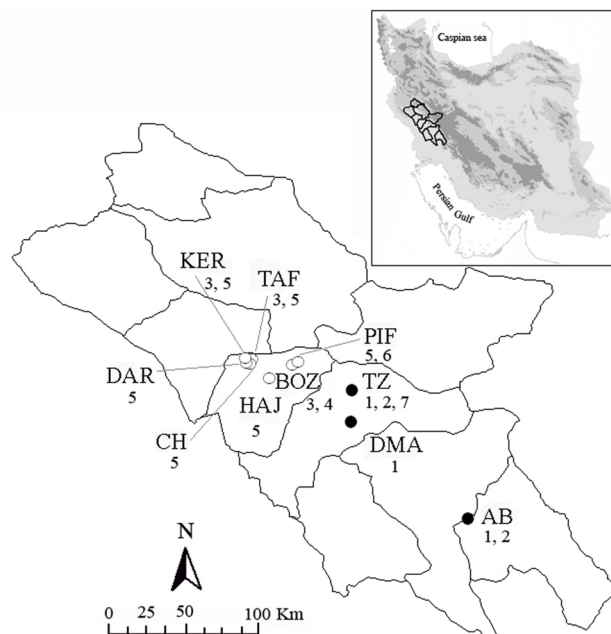 Caspian sea
Persian Gulf
KER
3, 5
TAF
3, 5
PIF
5, 6
DAR
5
BOZ
3, 4
TZ
1, 2, 7
HAJ
5
CH
5
DMA
1
AB
1, 2
N
0 25 50 100 Km